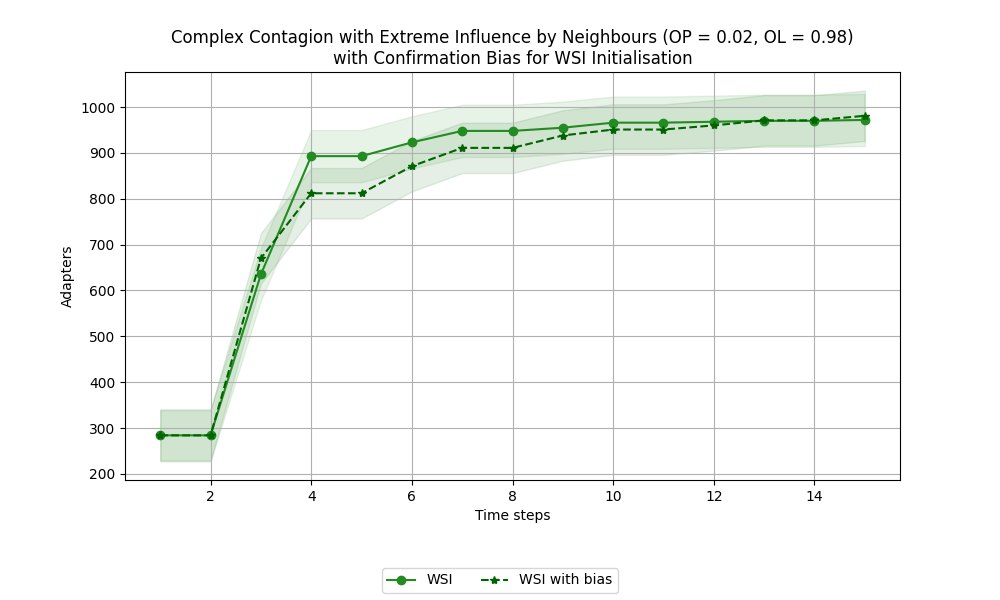 Complex Contagion with Extreme Influence by Neighbours (OP = 0.02, OL = 0.98)
with Confirmation Bias for WSI Initialisation
1000
900
800
700
600
500
400
300
200
Adapters
2 4 6 8 10 12 14
Time steps
WSI WSI with bias